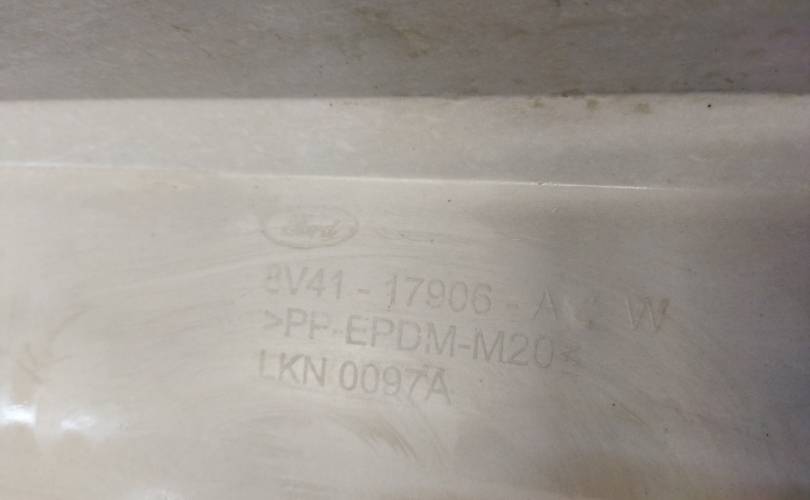 Ford
8V41-17906-A W
>PP-EPDM-M20<
LKN 0097A